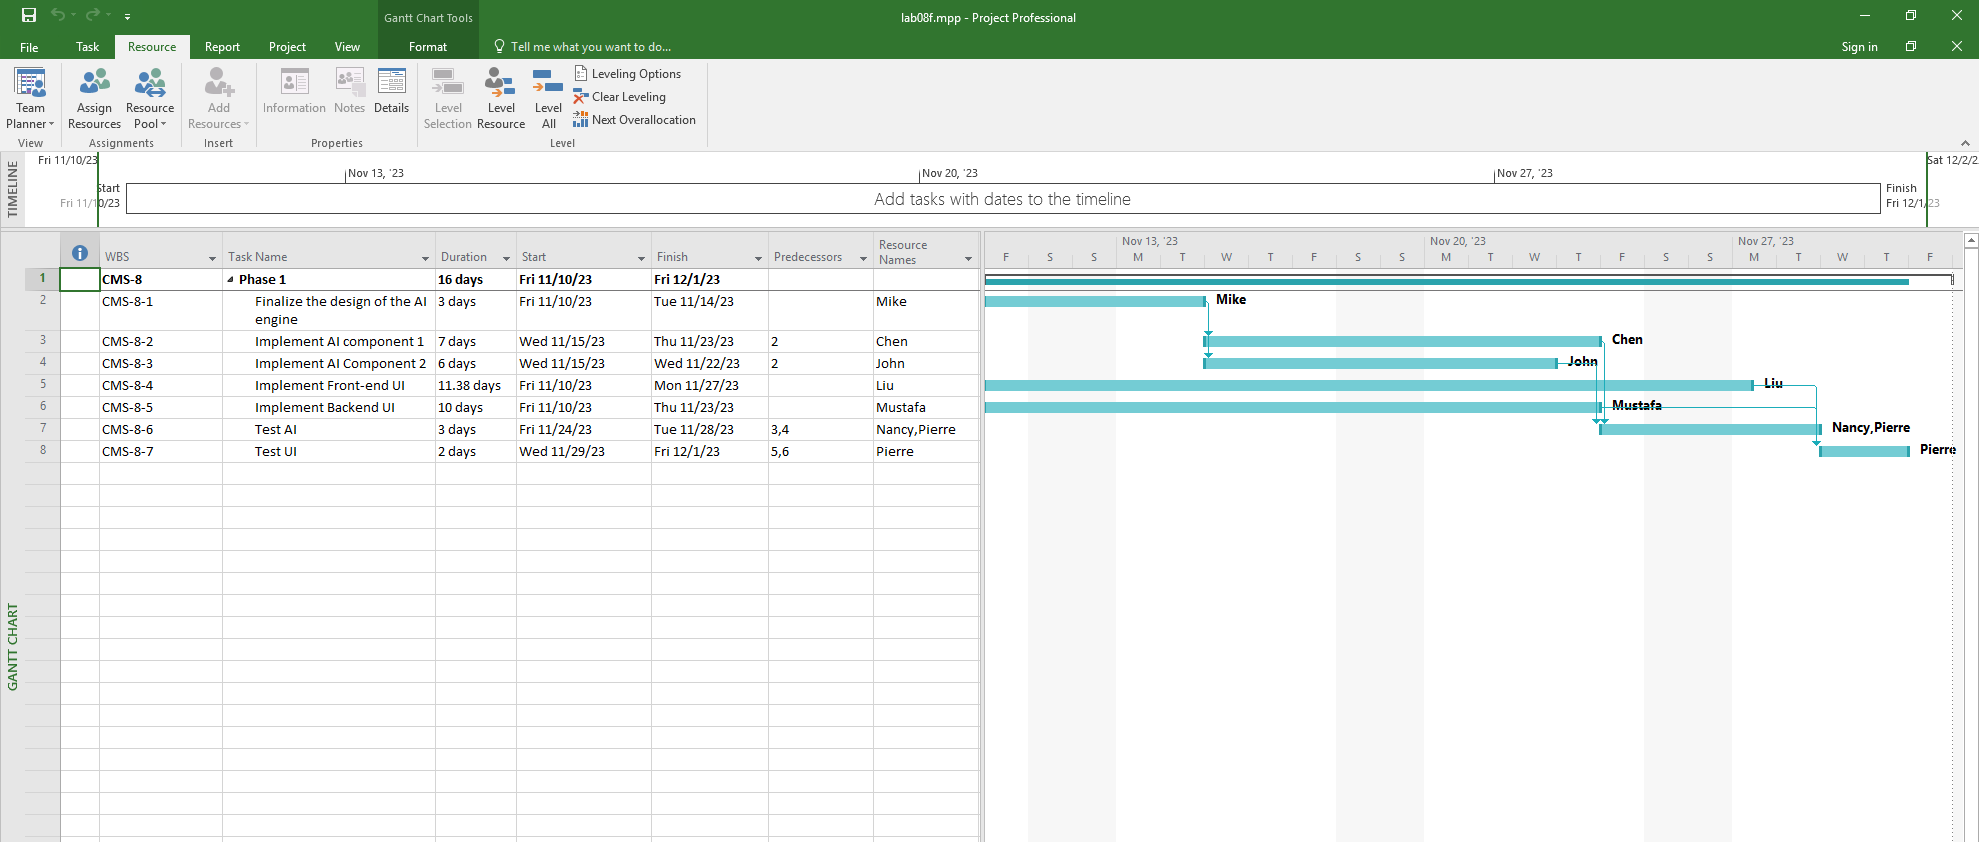 Gantt Chart Tools
lab08f.mpp - Project Professional
File Task Resource Report Project View Format Tell me what you want to do... Sign in
Team Planner
Assign Resources
Resource Pool
Add Resources
Information
Notes
Details
Level Selection
Level Resource
Level All
Leveling Options
Clear Leveling
Next Overallocation
View Assignments Insert Properties Level
TIMELINE
Fri 11/10/23
Sat 12/2/2
Nov 13, '23 Nov 20, '23 Nov 27, '23
Start
Fri 11/10/23
Add tasks with dates to the timeline
Finish
Fri 12/1/23
GANTT CHART
WBS Task Name Duration Start Finish Predecessors Resource Names
1 CMS-8 Phase 1 16 days Fri 11/10/23 Fri 12/1/23
2 CMS-8-1 Finalize the design of the AI engine 3 days Fri 11/10/23 Tue 11/14/23 Mike
3 CMS-8-2 Implement AI component 1 7 days Wed 11/15/23 Thu 11/23/23 2 Chen
4 CMS-8-3 Implement AI Component 2 6 days Wed 11/15/23 Wed 11/22/23 2 John
5 CMS-8-4 Implement Front-end UI 11.38 days Fri 11/10/23 Mon 11/27/23 Liu
6 CMS-8-5 Implement Backend UI 10 days Fri 11/10/23 Thu 11/23/23 Mustafa
7 CMS-8-6 Test AI 3 days Fri 11/24/23 Tue 11/28/23 3,4 Nancy,Pierre
8 CMS-8-7 Test UI 2 days Wed 11/29/23 Fri 12/1/23 5,6 Pierre
Nov 13, '23 Nov 20, '23 Nov 27, '23
F S S M T W T F S S M T W T F S S M T W T F
Mike
Chen
John
Liu
Mustafa
Nancy,Pierre
Pierre